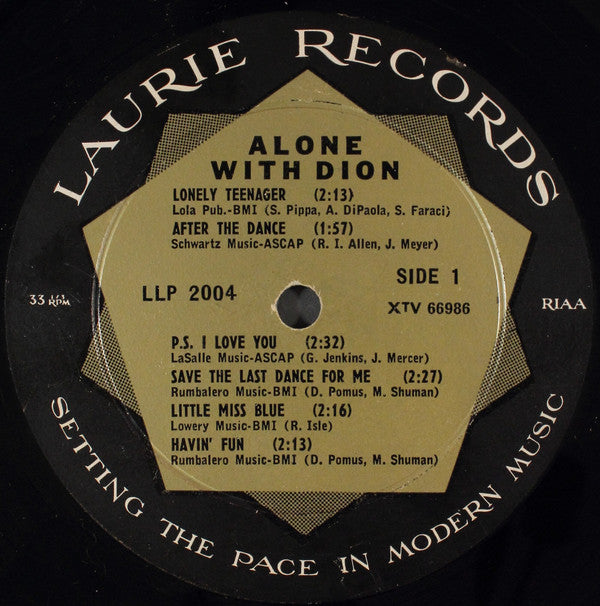 LAURIE RECORDS
ALONE
WITH DION
LONELY TEENAGER (2:13)
Lola Pub.-BMI (S. Pippa, A. DiPaola, S. Faraci)
AFTER THE DANCE (1:57)
Schwartz Music-ASCAP (R. I. Allen, J. Meyer)
LLP 2004
SIDE 1
XTV 66986
33 1/3
RPM
RIAA
P.S. I LOVE YOU (2:32)
LaSalle Music-ASCAP (G. Jenkins, J. Mercer)
SAVE THE LAST DANCE FOR ME (2:27)
Rumbalero Music-BMI (D. Pomus, M. Shuman)
LITTLE MISS BLUE (2:16)
Lowery Music-BMI (R. Isle)
HAVIN' FUN (2:13)
Rumbalero Music-BMI (D. Pomus, M. Shuman)
SETTING THE PACE IN MODERN MUSIC